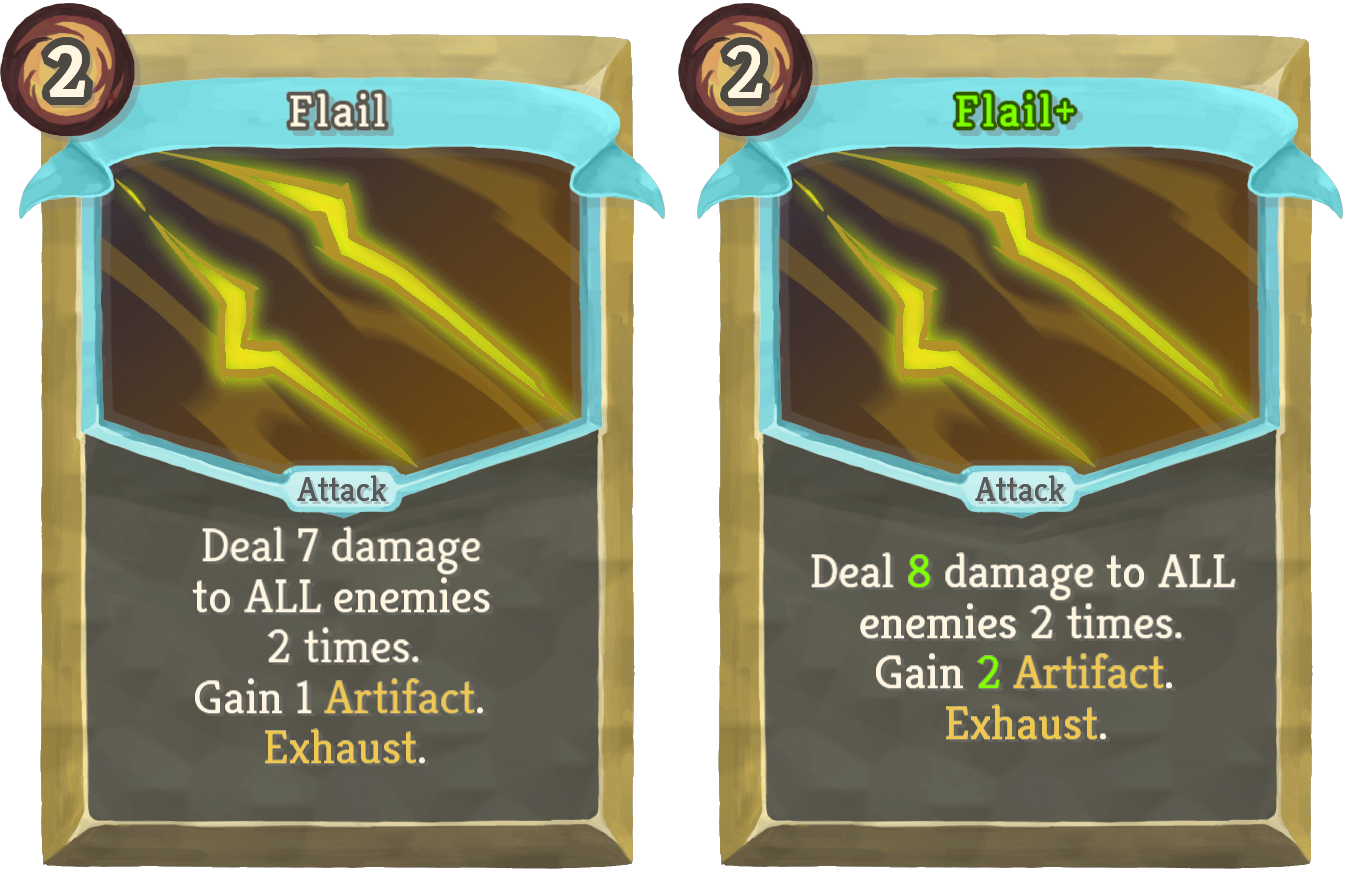 2
Flail
Attack
Deal 7 damage
to ALL enemies
2 times.
Gain 1 Artifact.
Exhaust.
2
Flail+
Attack
Deal 8 damage to ALL
enemies 2 times.
Gain 2 Artifact.
Exhaust.